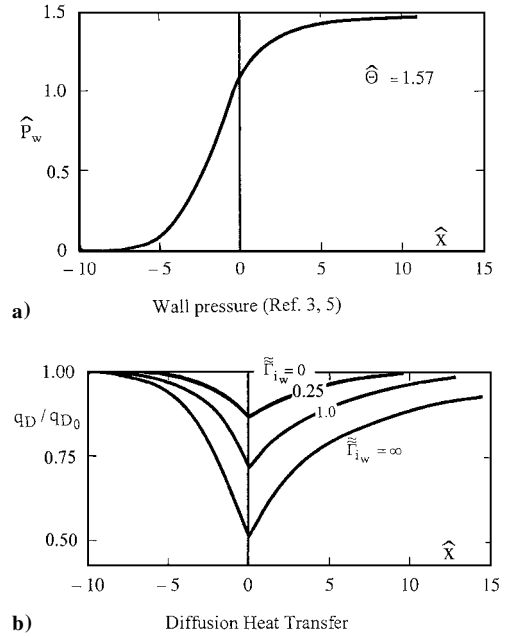 1.5
1.0
0.5
0
P̂w
Θ̂ = 1.57
X̂
−10 −5 0 5 10 15
a) Wall pressure (Ref. 3, 5)
1.00
0.75
0.50
qD / qD0
Γ̃̃iw = 0
0.25
1.0
Γ̃̃iw = ∞
X̂
−10 −5 0 5 10 15
b) Diffusion Heat Transfer